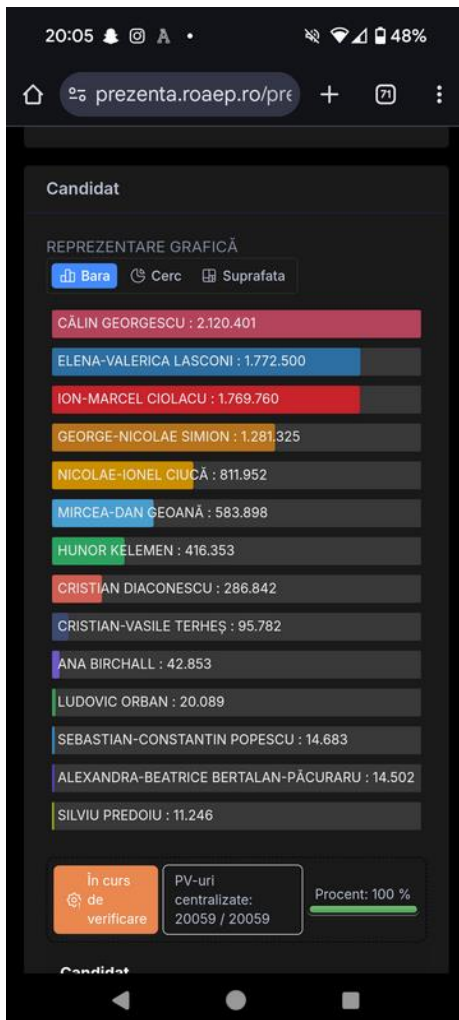 20:05 48%
prezenta.roaep.ro/pre 71
Candidat
REPREZENTARE GRAFICĂ
Bara Cerc Suprafata
CĂLIN GEORGESCU : 2.120.401
ELENA-VALERICA LASCONI : 1.772.500
ION-MARCEL CIOLACU : 1.769.760
GEORGE-NICOLAE SIMION : 1.281.325
NICOLAE-IONEL CIUCĂ : 811.952
MIRCEA-DAN GEOANĂ : 583.898
HUNOR KELEMEN : 416.353
CRISTIAN DIACONESCU : 286.842
CRISTIAN-VASILE TERHEȘ : 95.782
ANA BIRCHALL : 42.853
LUDOVIC ORBAN : 20.089
SEBASTIAN-CONSTANTIN POPESCU : 14.683
ALEXANDRA-BEATRICE BERTALAN-PĂCURARU : 14.502
SILVIU PREDOIU : 11.246
În curs
de
verificare
PV-uri
centralizate:
20059 / 20059
Procent: 100 %
Candidat